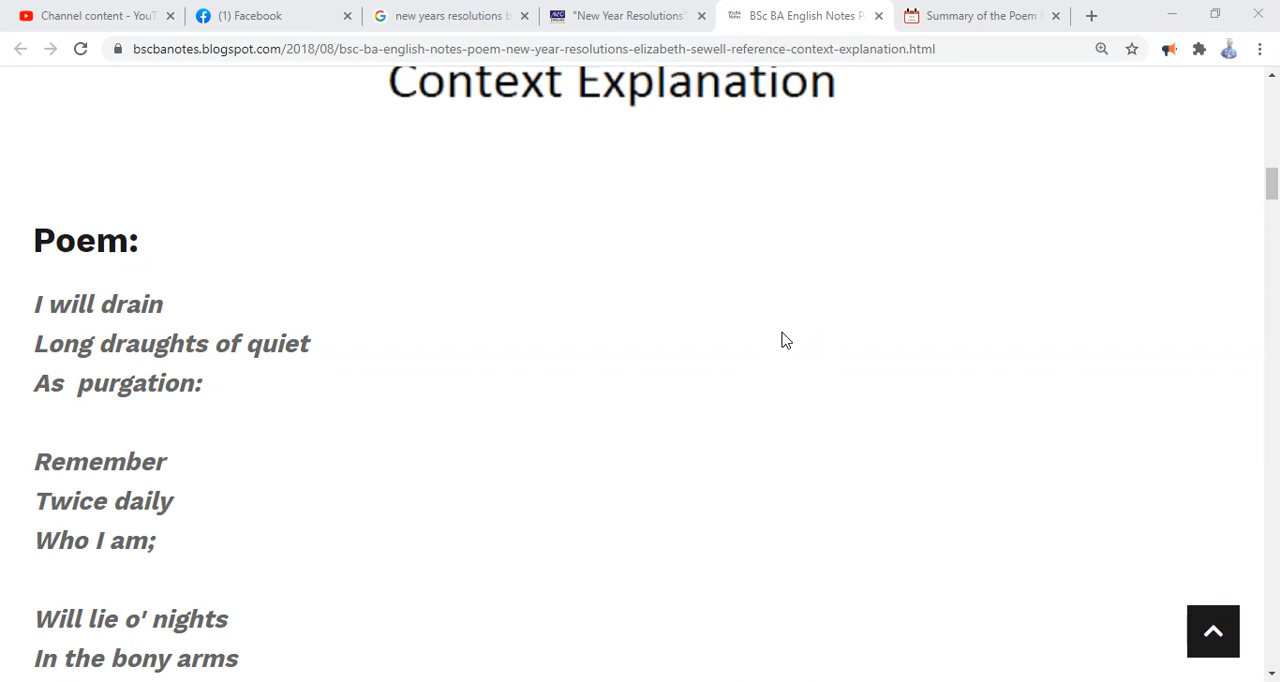 Channel content - YouT
(1) Facebook
new years resolutions b
"New Year Resolutions"
BSc BA English Notes P
Summary of the Poem
bscbanotes.blogspot.com/2018/08/bsc-ba-english-notes-poem-new-year-resolutions-elizabeth-sewell-reference-context-explanation.html
Context Explanation
Poem:
I will drain
Long draughts of quiet
As purgation:
Remember
Twice daily
Who I am;
Will lie o' nights
In the bony arms